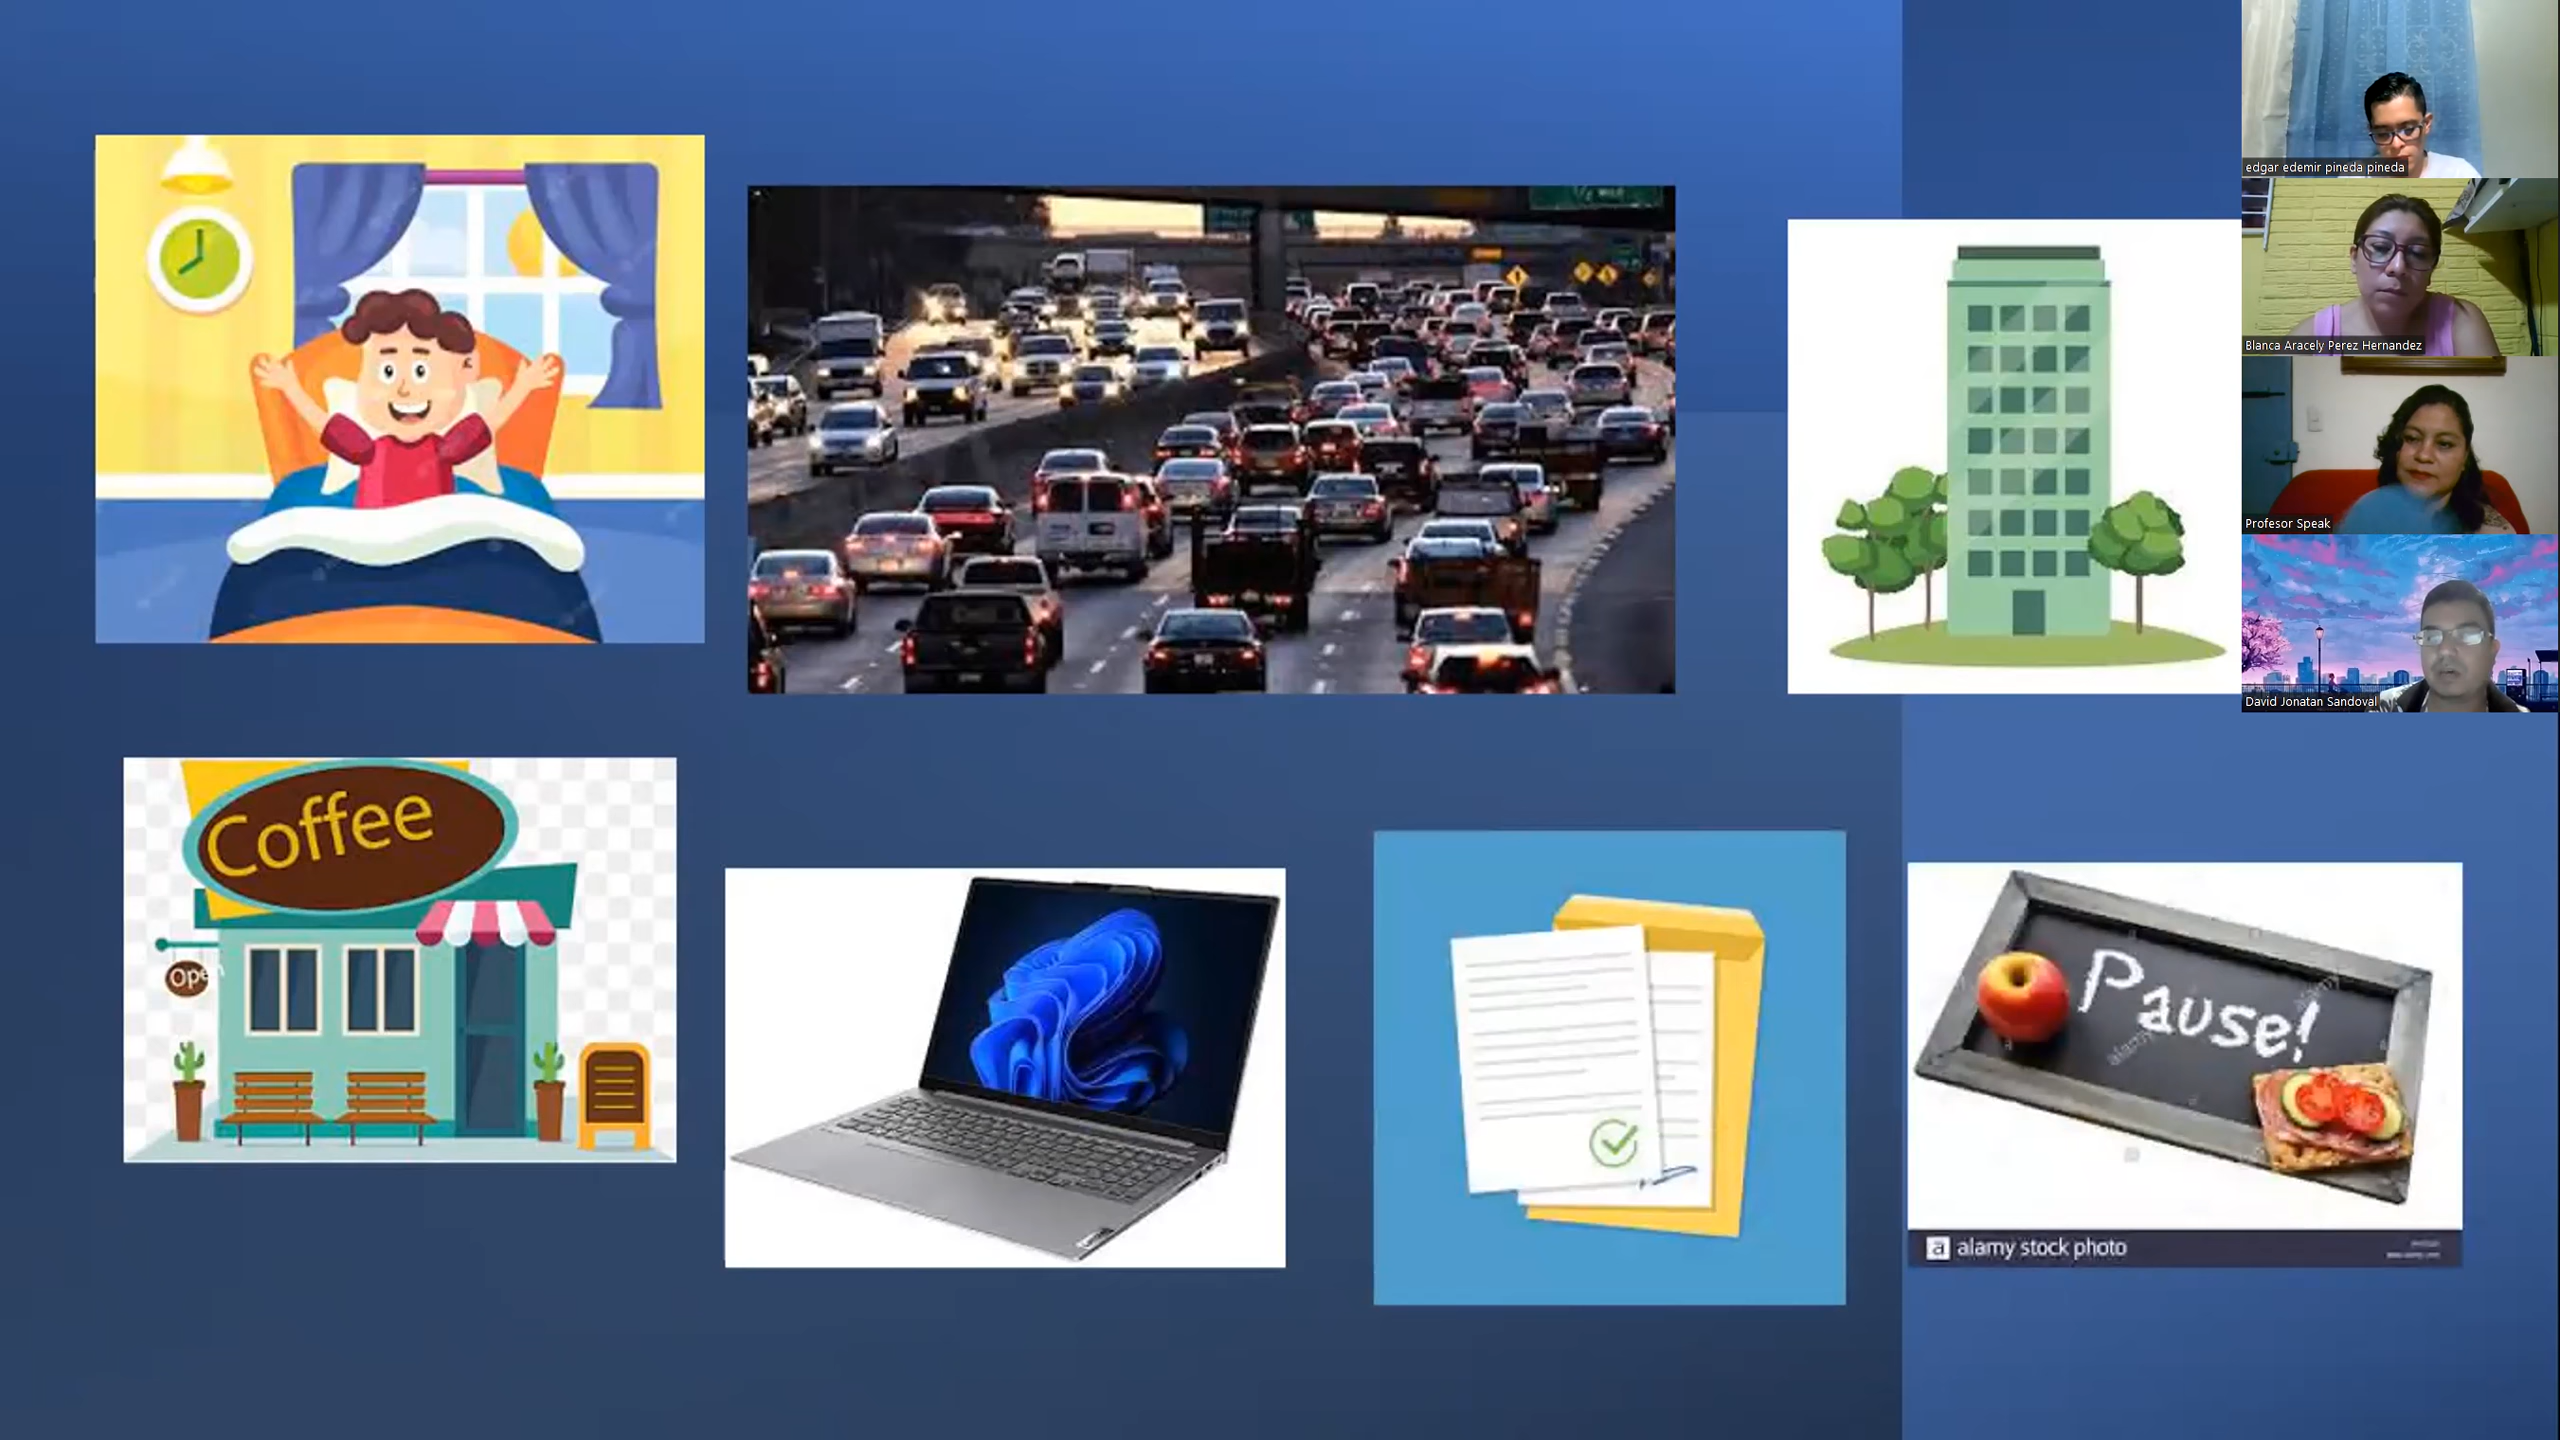 edgar edemir pineda pineda
Blanca Aracely Perez Hernandez
Profesor Speak
David Jonatan Sandoval
Coffee
Open
Pause!
alamy
a alamy stock photo